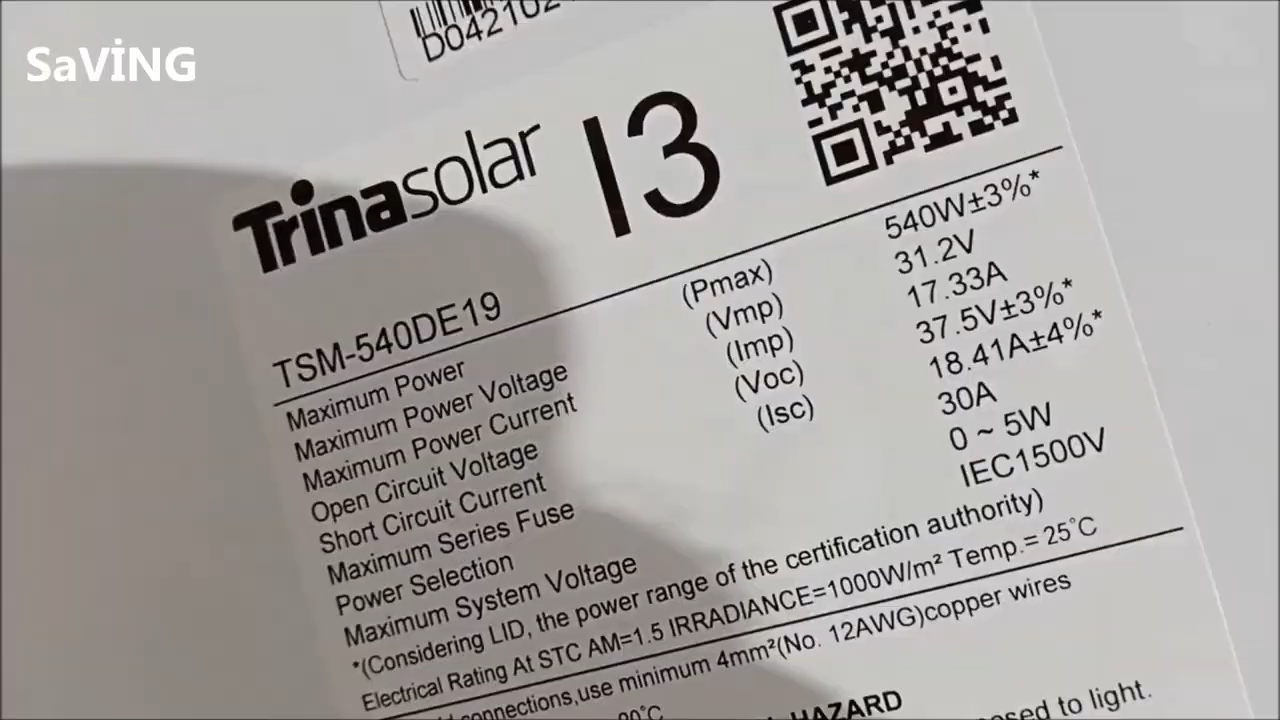 SaVİNG
Trinasolar I3
TSM-540DE19
Maximum Power (Pmax) 540W±3%*
Maximum Power Voltage (Vmp) 31.2V
Maximum Power Current (Imp) 17.33A
Open Circuit Voltage (Voc) 37.5V±3%*
Short Circuit Current (Isc) 18.41A±4%*
Maximum Series Fuse 30A
Power Selection 0 ~ 5W
Maximum System Voltage IEC1500V
*(Considering LID, the power range of the certification authority)
Electrical Rating At STC AM=1.5 IRRADIANCE=1000W/m² Temp.= 25°C
use minimum 4mm²(No. 12AWG)copper wires
HAZARD
to light.